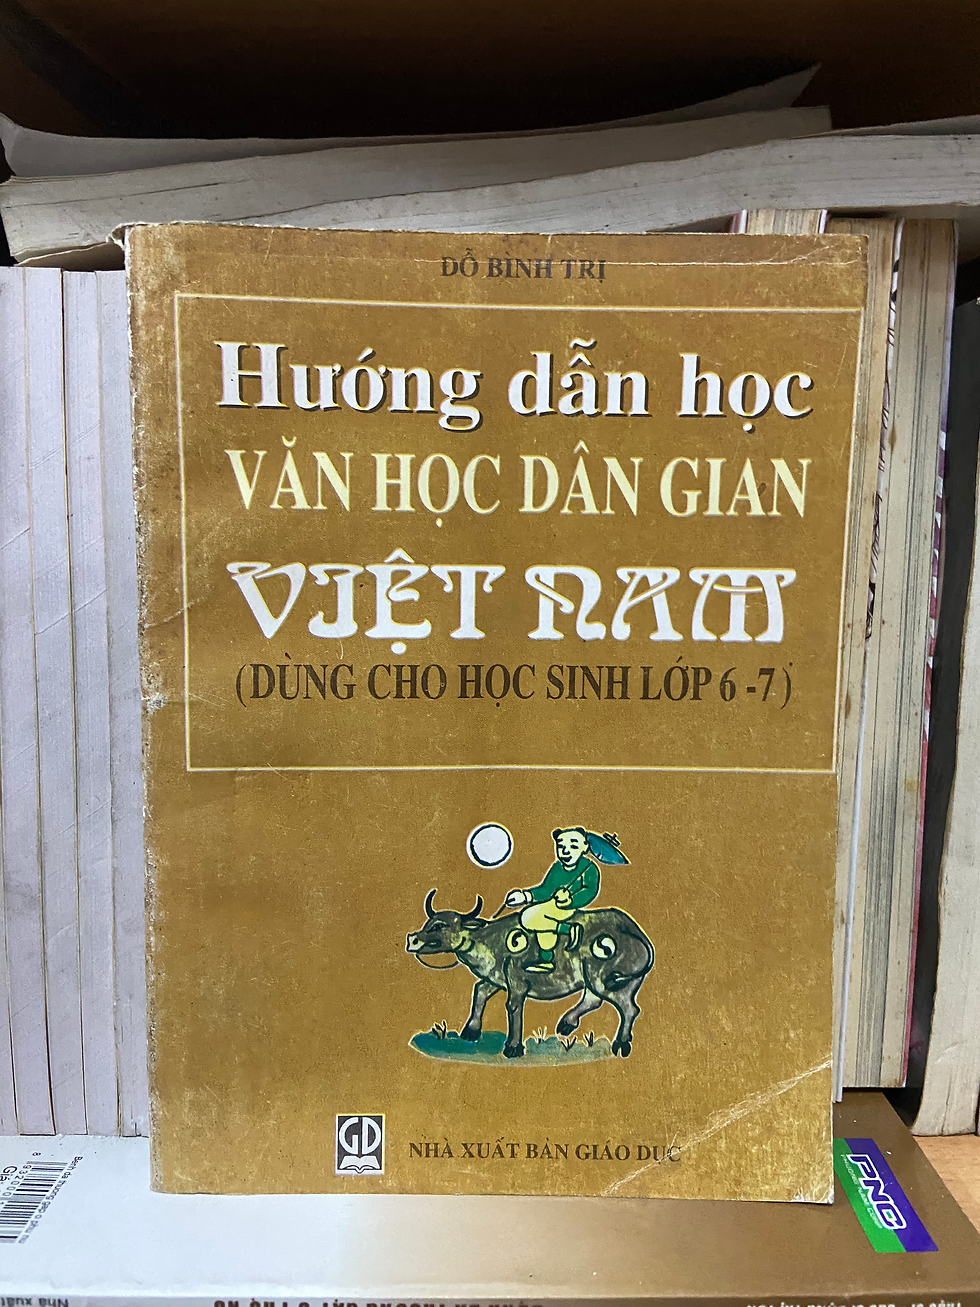 ĐỖ BÌNH TRỊ
Hướng dẫn học
VĂN HỌC DÂN GIAN
VIỆT NAM
(DÙNG CHO HỌC SINH LỚP 6 -7)
GD
NHÀ XUẤT BẢN GIÁO DỤC
PNC